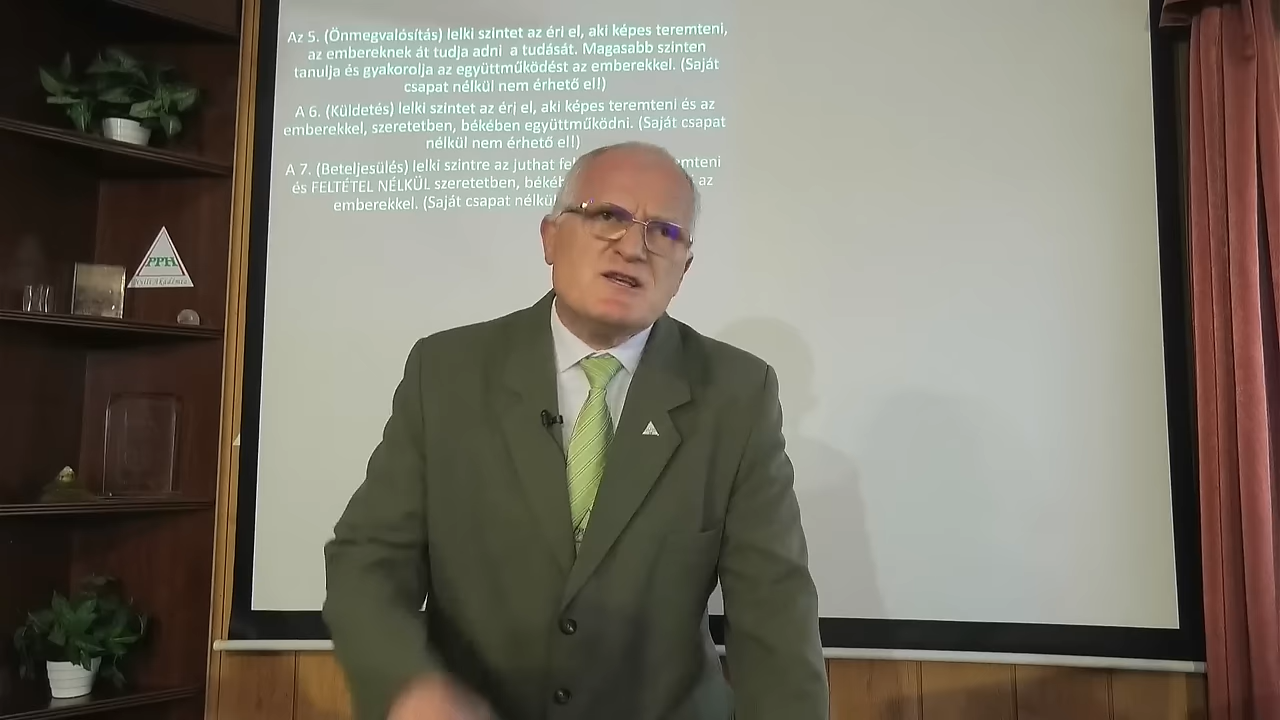 Az 5. (Önmegvalósítás) lelki szintet az éri el, aki képes teremteni,
az embereknek át tudja adni a tudását. Magasabb szinten
tanulja és gyakorolja az együttműködést az emberekkel. (Saját
csapat nélkül nem érhető el!)
A 6. (Küldetés) lelki szintet az éri el, aki képes teremteni és az
emberekkel, szeretetben, békében együttműködni. (Saját csapat
nélkül nem érhető el!)
A 7. (Beteljesülés) lelki szintre az juthat
és FELTÉTEL NÉLKÜL szeretetben, az
emberekkel. (Saját csapat
PPH